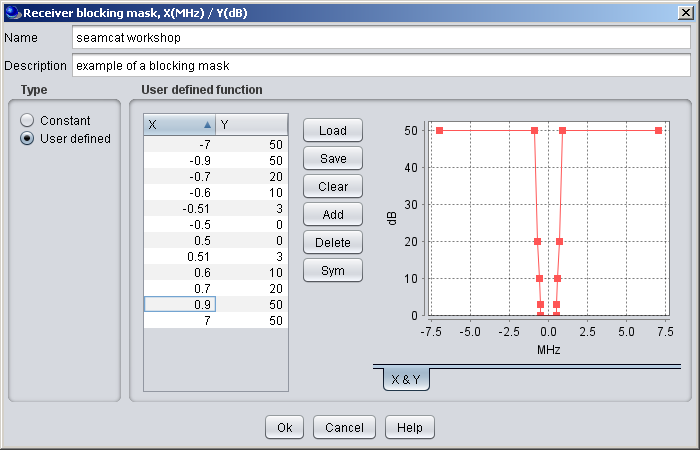 Receiver blocking mask, X(MHz) / Y(dB)
Name seamcat workshop
Description example of a blocking mask
Type
Constant
User defined
User defined function
X Y
-7 50
-0.9 50
-0.7 20
-0.6 10
-0.51 3
-0.5 0
0.5 0
0.51 3
0.6 10
0.7 20
0.9 50
7 50
Load
Save
Clear
Add
Delete
Sym
dB
50
40
30
20
10
0
-7.5 -5.0 -2.5 0.0 2.5 5.0 7.5
MHz
X & Y
Ok Cancel Help